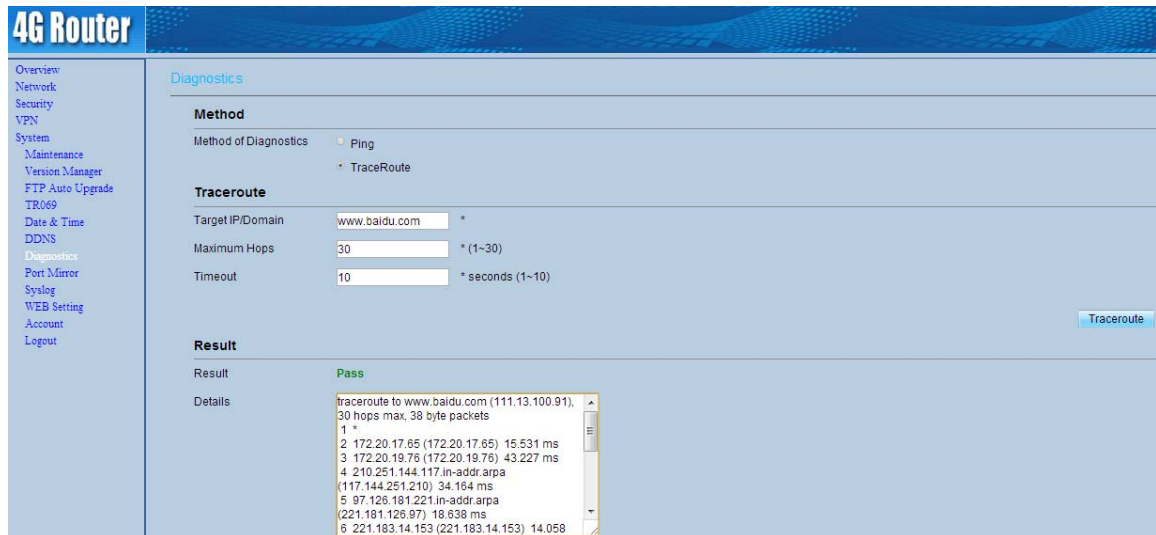 4G Router
Overview
Network
Security
VPN
System
Maintenance
Version Manager
FTP Auto Upgrade
TR069
Date & Time
DDNS
Diagnostics
Port Mirror
Syslog
WEB Setting
Account
Logout
Diagnostics
Method
Method of Diagnostics
Ping
TraceRoute
Traceroute
Target IP/Domain www.baidu.com *
Maximum Hops 30 * (1~30)
Timeout 10 * seconds (1~10)
Traceroute
Result
Result Pass
Details
traceroute to www.baidu.com (111.13.100.91),
30 hops max, 38 byte packets
1 *
2 172.20.17.65 (172.20.17.65) 15.531 ms
3 172.20.19.76 (172.20.19.76) 43.227 ms
4 210.251.144.117.in-addr.arpa
(117.144.251.210) 34.164 ms
5 97.126.181.221.in-addr.arpa
(221.181.126.97) 18.638 ms
6 221.183.14.153 (221.183.14.153) 14.058